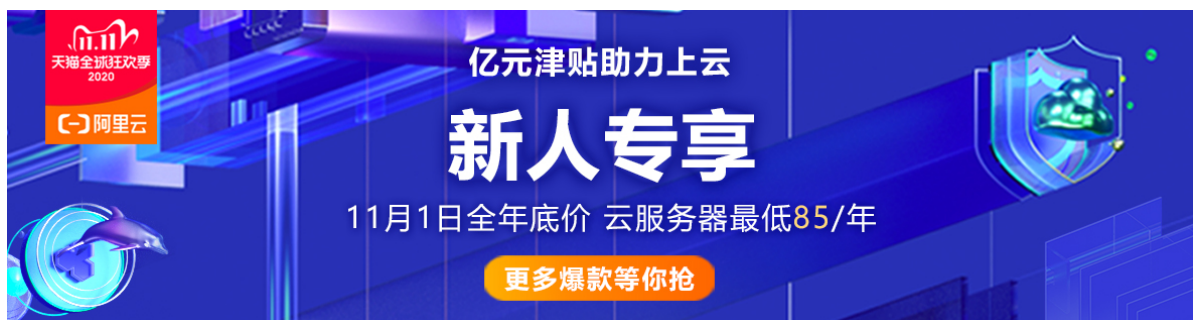 11.11
天猫全球狂欢季
2020
阿里云
亿元津贴助力上云
新人专享
11月1日全年底价 云服务器最低85/年
更多爆款等你抢